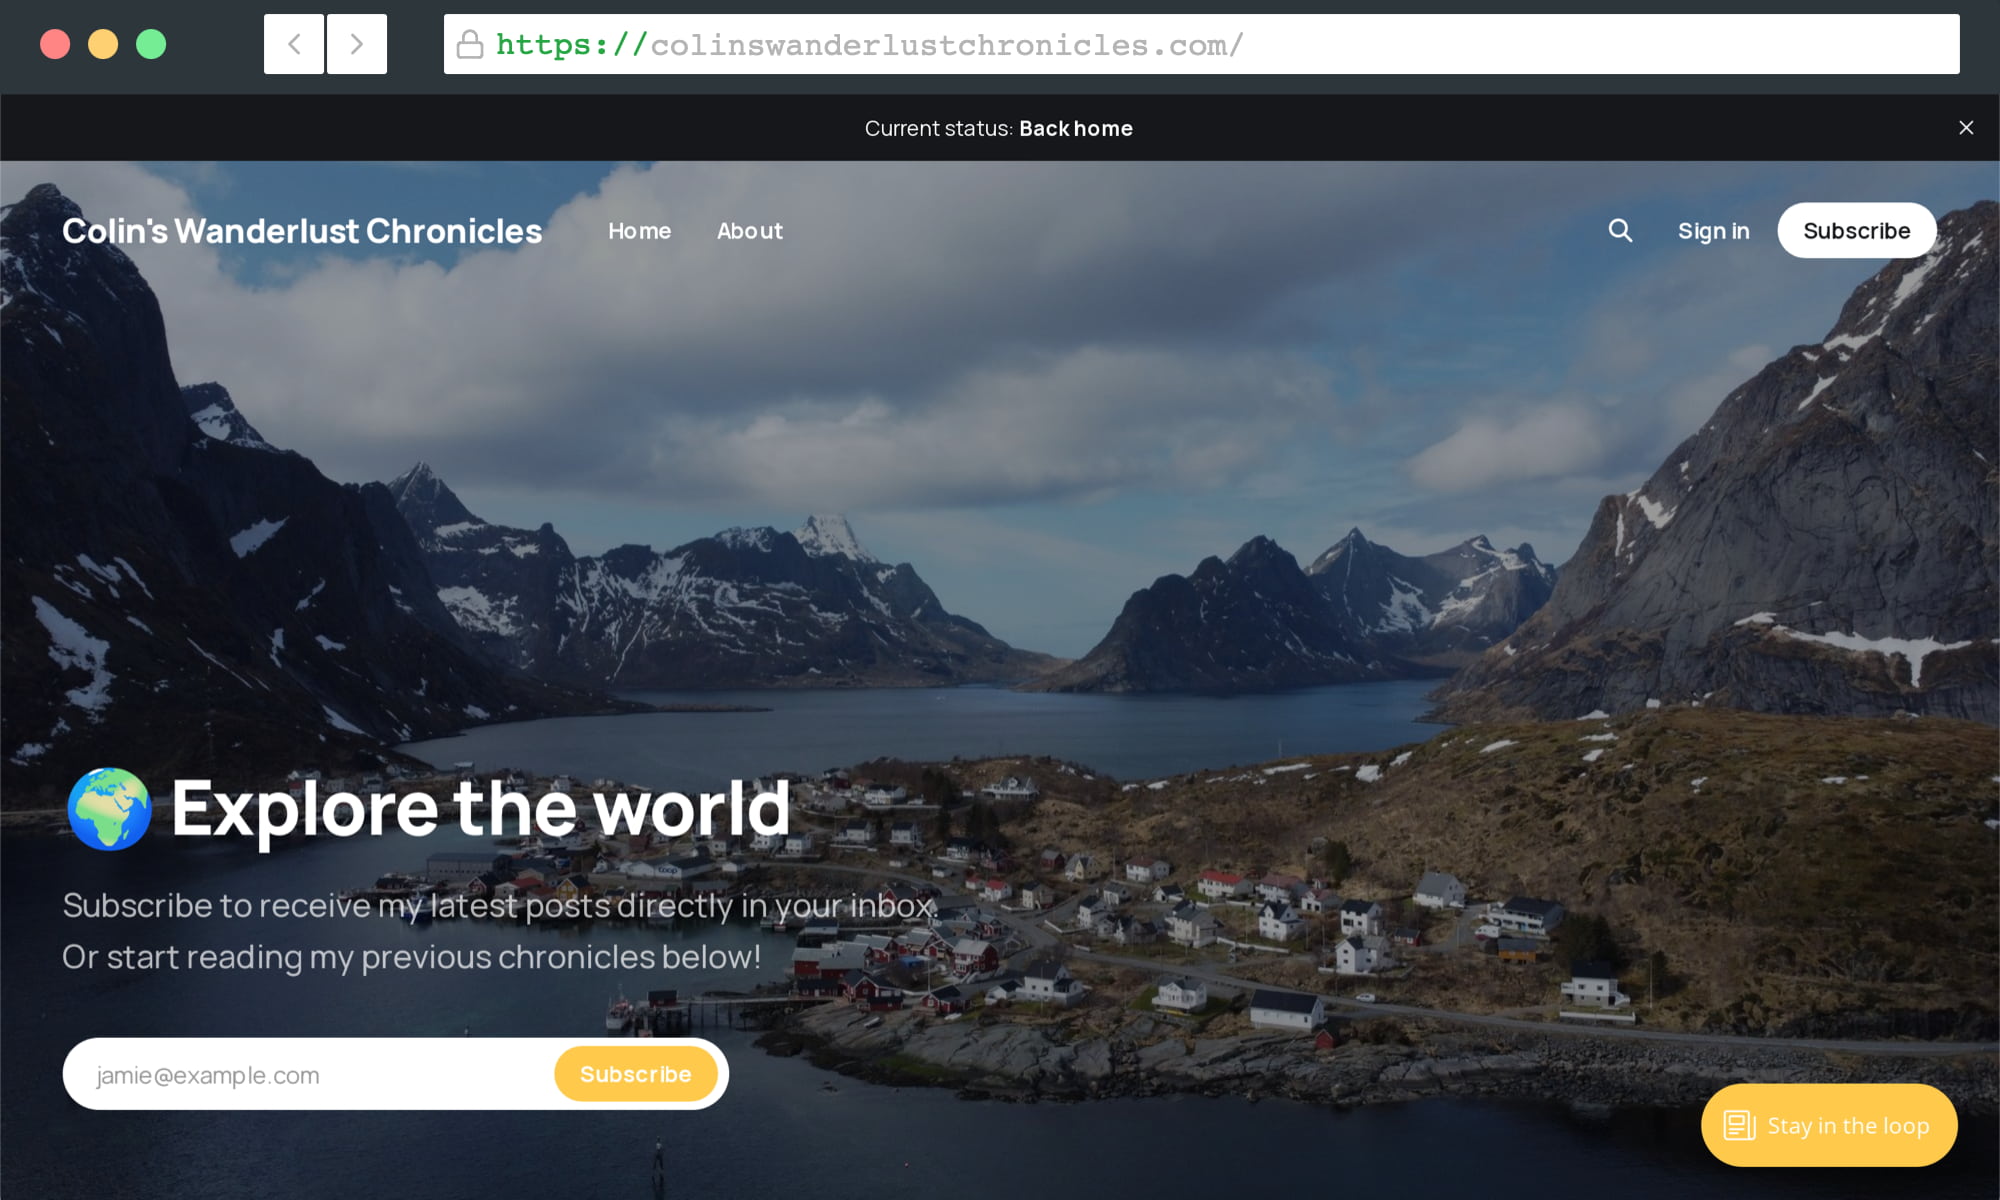 https://colinswanderlustchronicles.com/
Current status: Back home
Colin's Wanderlust Chronicles
Home
About
Sign in
Subscribe
Explore the world
coop
Subscribe to receive my latest posts directly in your inbox.
Or start reading my previous chronicles below!
jamie@example.com
Subscribe
Stay in the loop